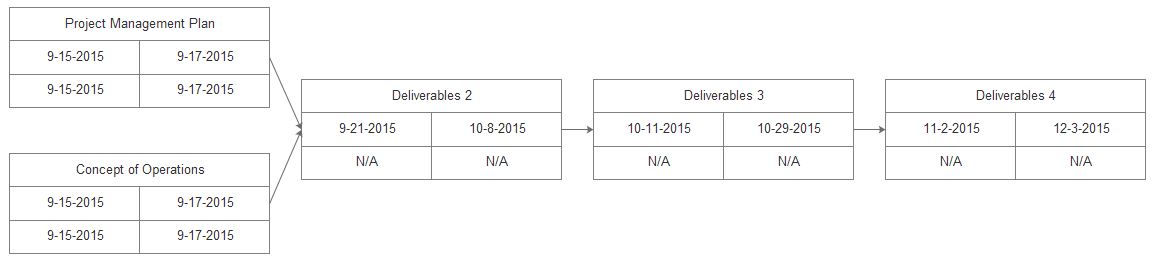 Project Management Plan
9-15-2015 9-17-2015
9-15-2015 9-17-2015
Concept of Operations
9-15-2015 9-17-2015
9-15-2015 9-17-2015
Deliverables 2
9-21-2015 10-8-2015
N/A N/A
Deliverables 3
10-11-2015 10-29-2015
N/A N/A
Deliverables 4
11-2-2015 12-3-2015
N/A N/A